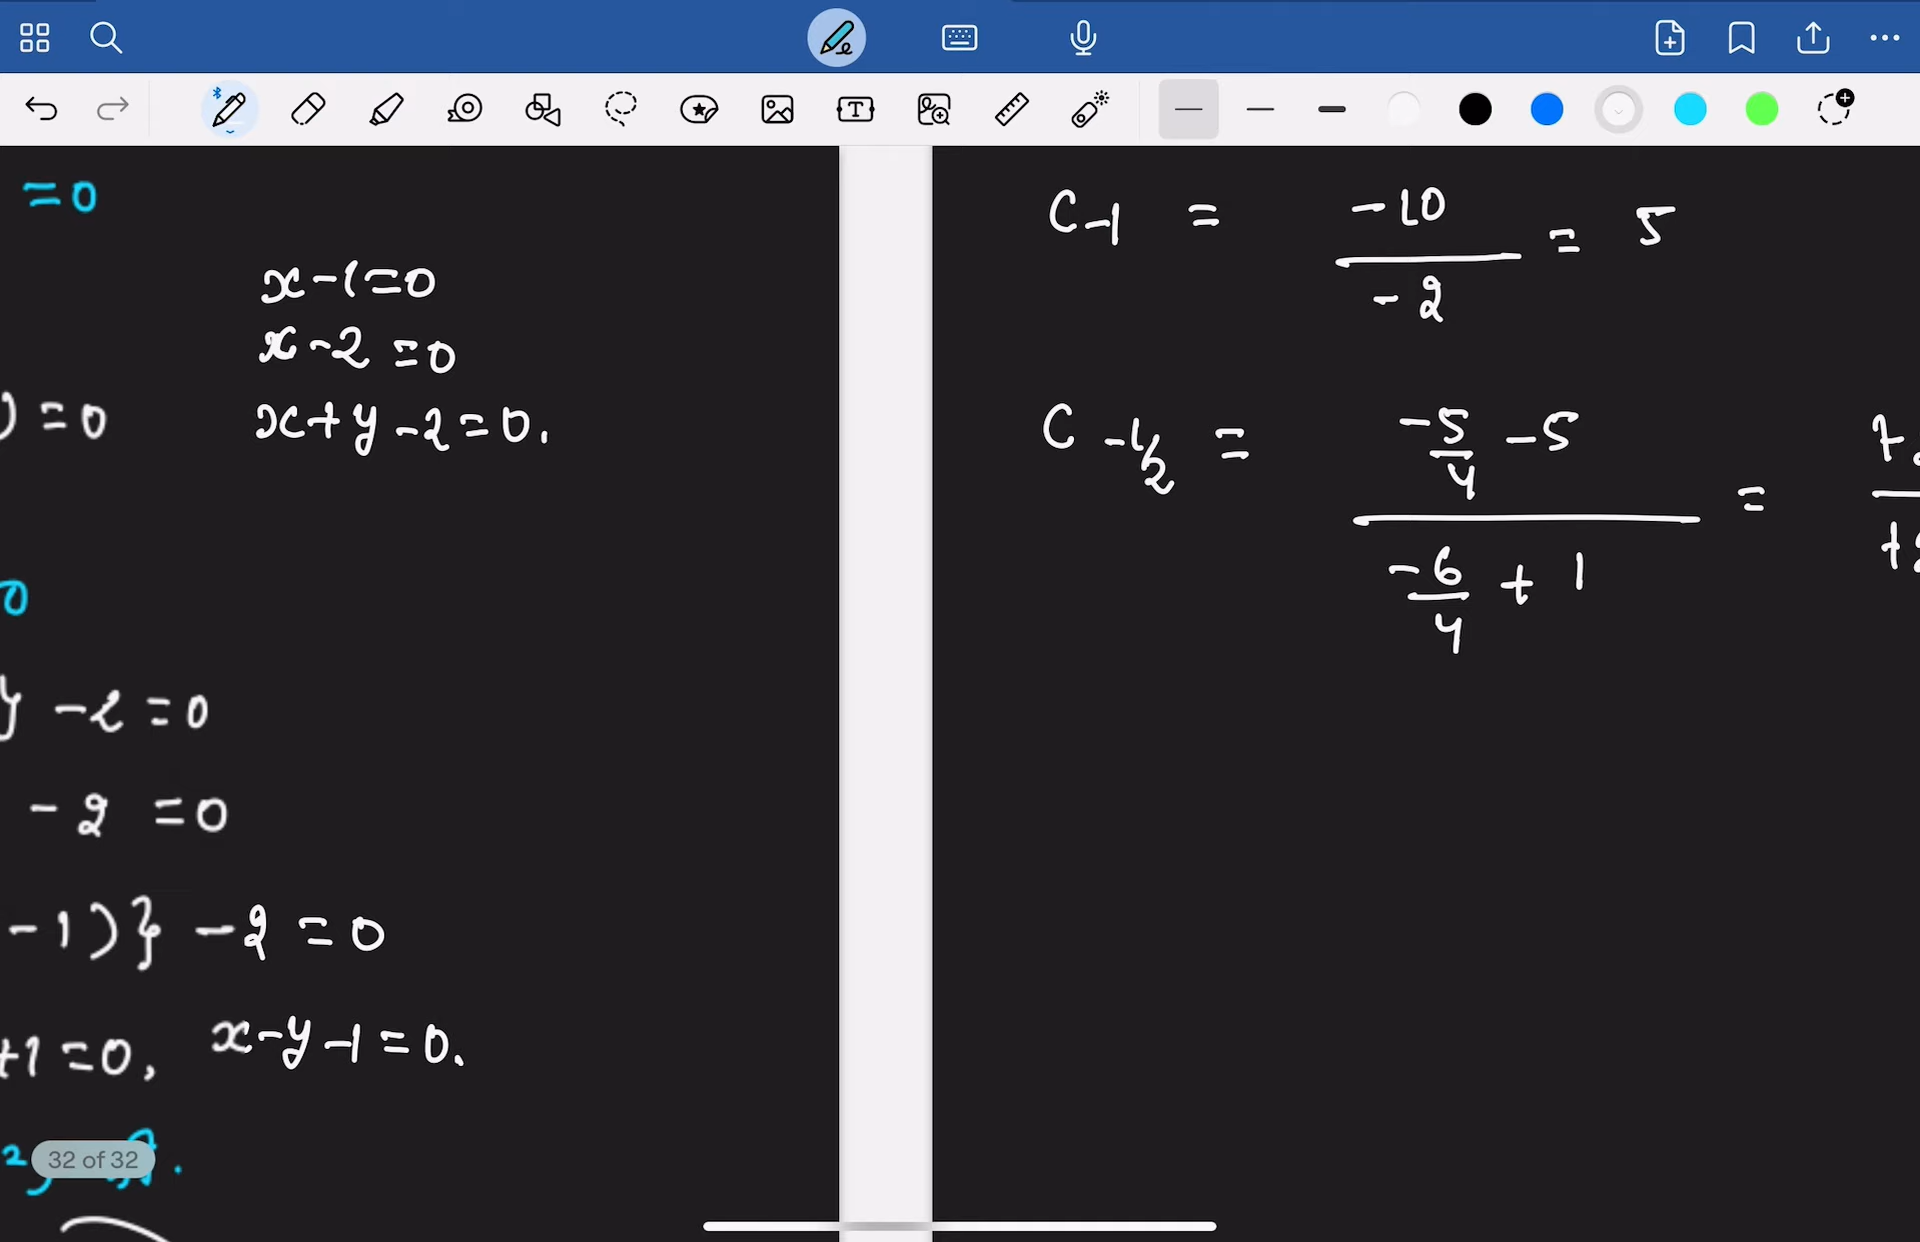 =0
x-1=0
x-2=0
) =0
x+y-2=0.
0
} -2=0
-2 =0
-1)} -2=0
+1=0, x-y-1=0.
2
32 of 32
C-1 = -10/-2 = 5
C-1/2 = (-5/4 -5)/(-6/4 + 1) =